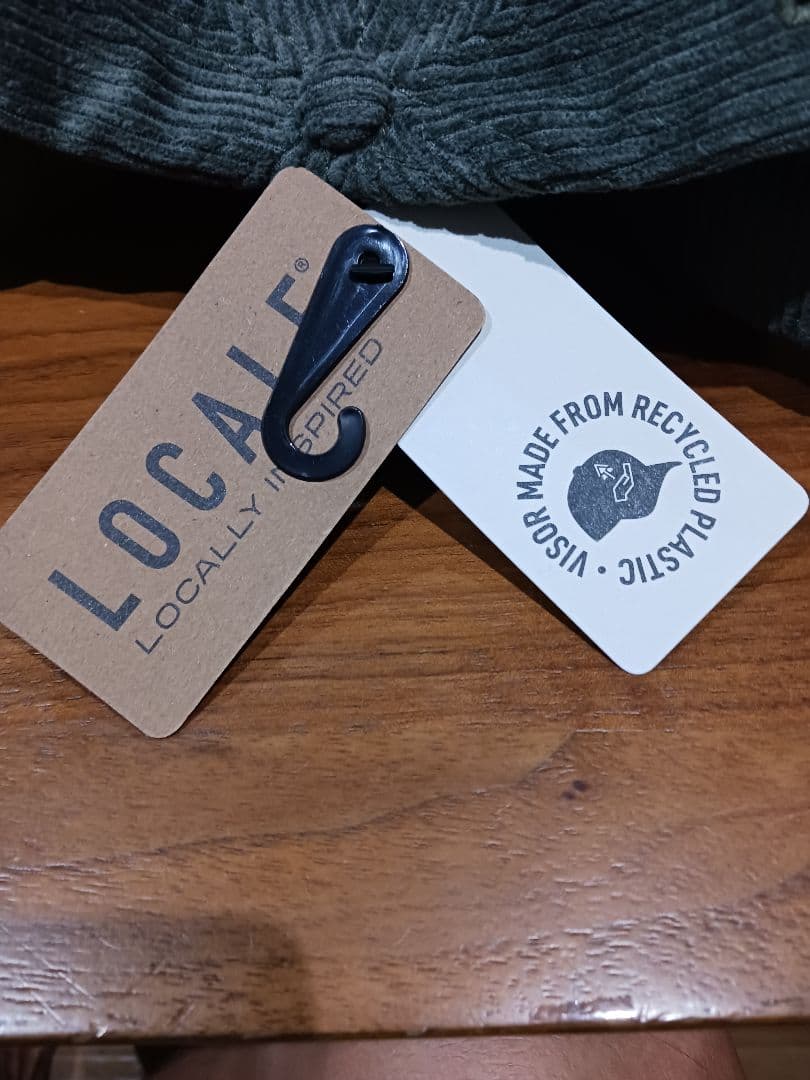 LOCALE®
LOCALLY INSPIRED
VISOR MADE FROM RECYCLED PLASTIC •